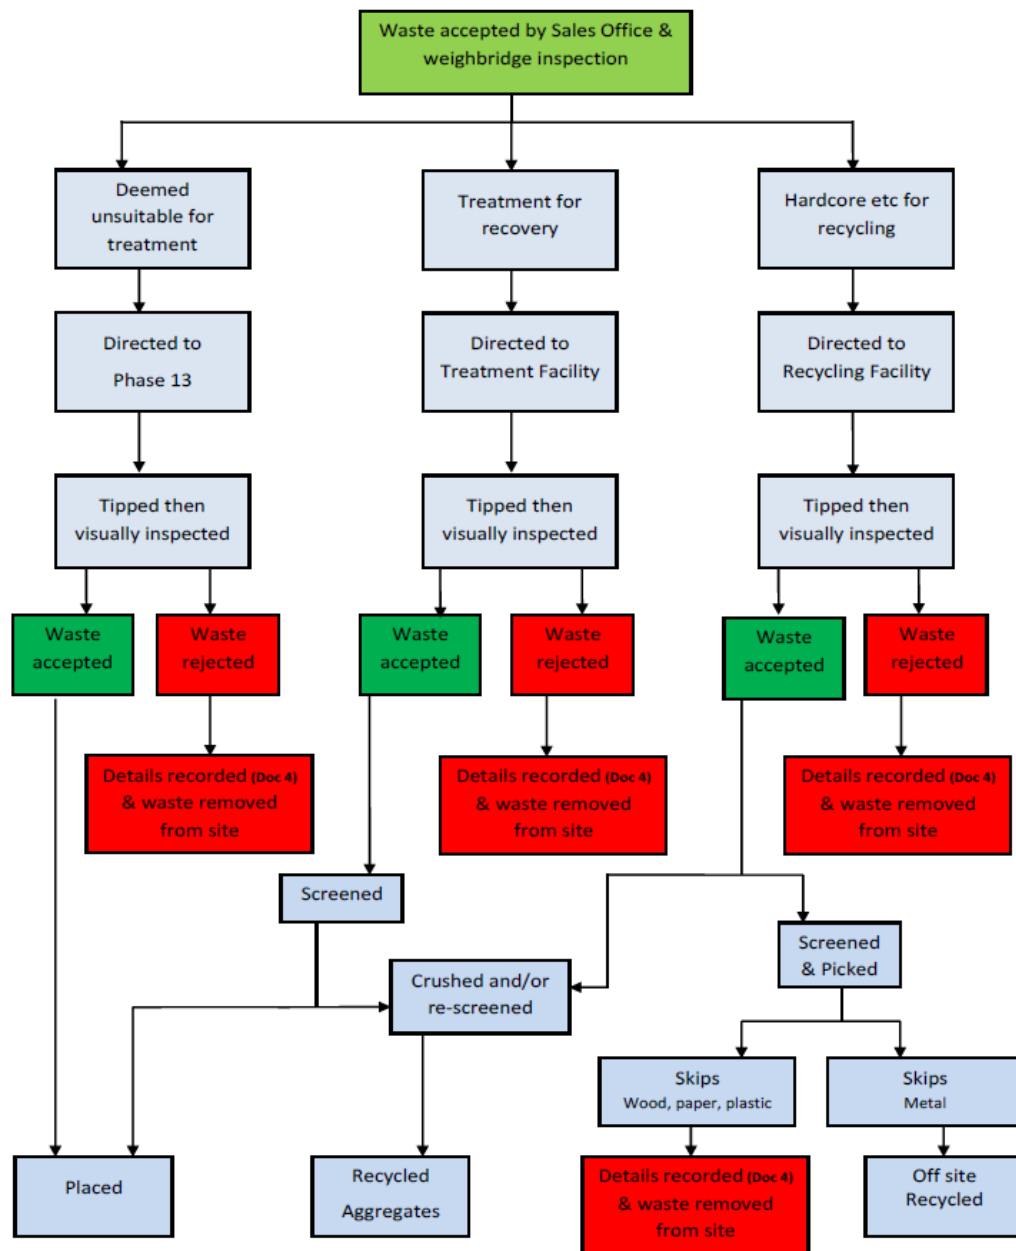 Waste accepted by Sales Office &
weighbridge inspection
Deemed
unsuitable for
treatment
Treatment for
recovery
Hardcore etc for
recycling
Directed to
Phase 13
Directed to
Treatment Facility
Directed to
Recycling Facility
Tipped then
visually inspected
Tipped then
visually inspected
Tipped then
visually inspected
Waste
accepted
Waste
rejected
Waste
accepted
Waste
rejected
Waste
accepted
Waste
rejected
Details recorded (Doc 4)
& waste removed
from site
Details recorded (Doc 4)
& waste removed
from site
Details recorded (Doc 4)
& waste removed
from site
Screened
Screened
& Picked
Crushed and/or
re-screened
Skips
Wood, paper, plastic
Skips
Metal
Placed
Recycled
Aggregates
Details recorded (Doc 4)
& waste removed
from site
Off site
Recycled